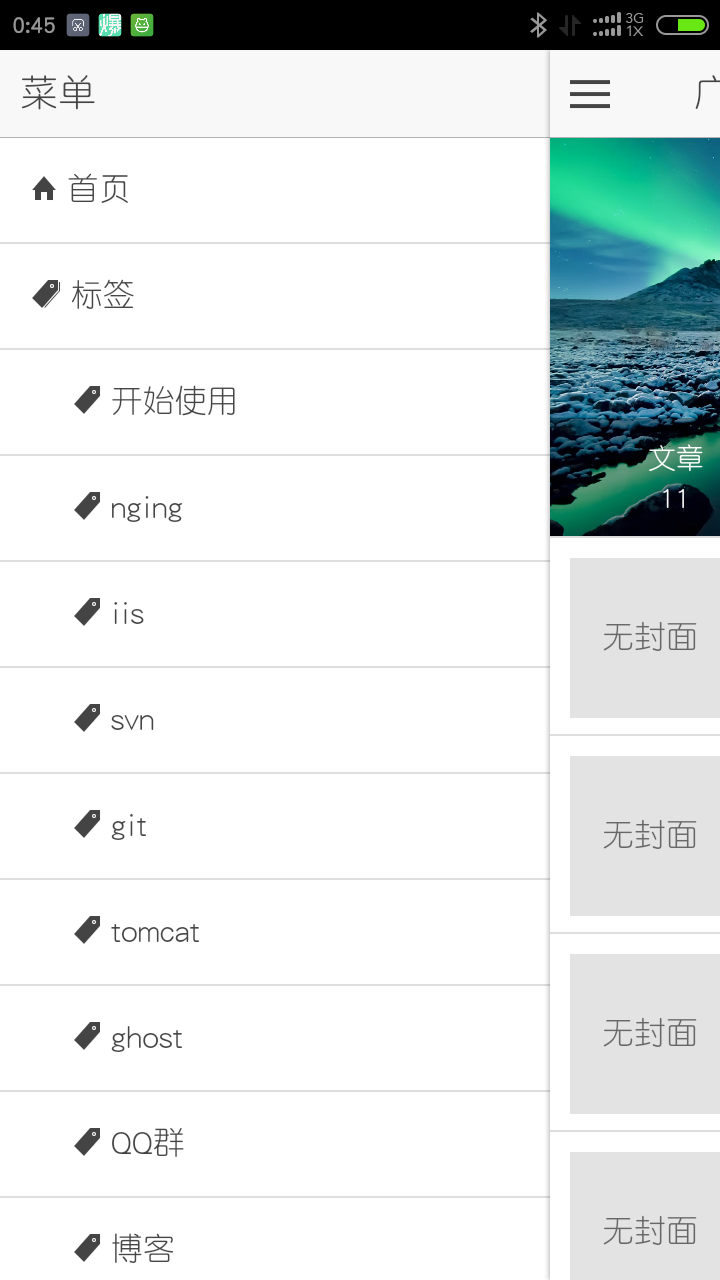 0:45 爆 3G
1X
菜单
广
首页
标签
开始使用
nging
iis
svn
git
tomcat
ghost
QQ群
博客
文章
11
无封面
无封面
无封面
无封面